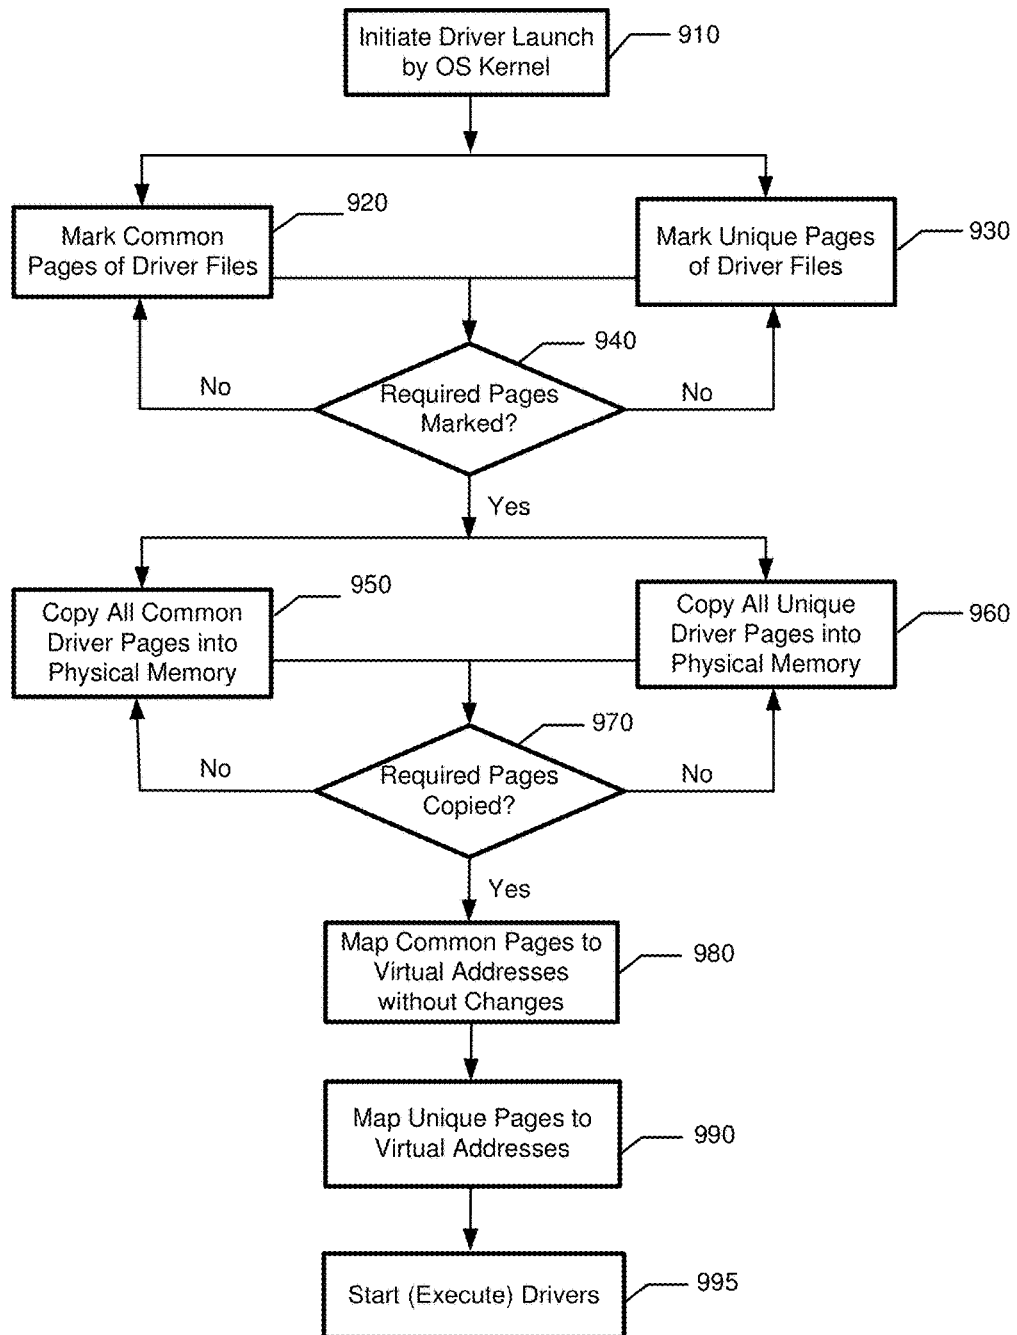 Initiate Driver Launch
by OS Kernel
910
Mark Common
Pages of Driver Files
920
Mark Unique Pages
of Driver Files
930
Required Pages
Marked?
940
No
No
Yes
Copy All Common
Driver Pages into
Physical Memory
950
Copy All Unique
Driver Pages into
Physical Memory
960
Required Pages
Copied?
970
No
No
Yes
Map Common Pages to
Virtual Addresses
without Changes
980
Map Unique Pages to
Virtual Addresses
990
Start (Execute) Drivers
995